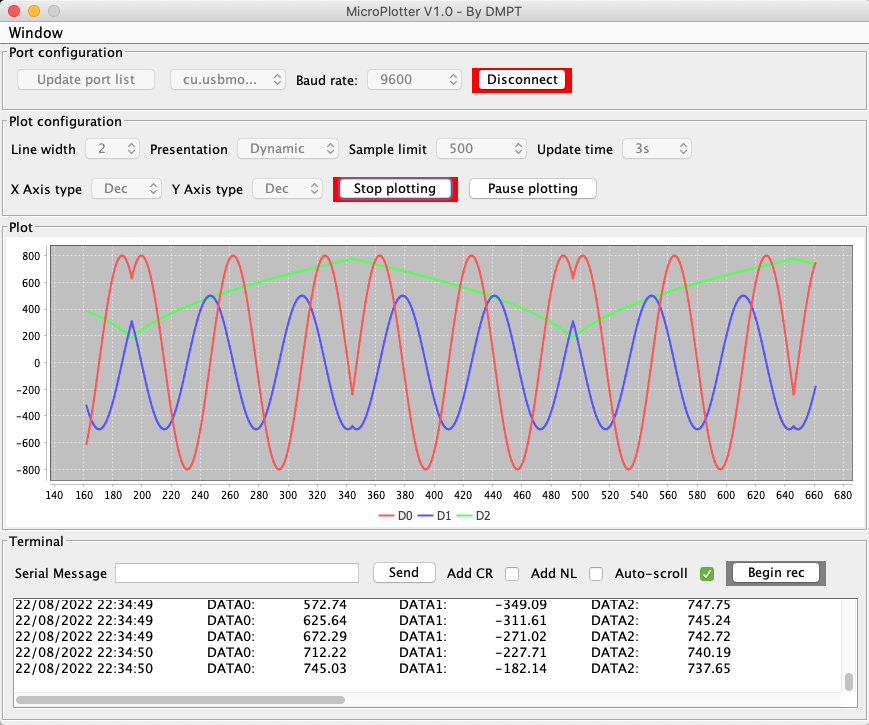 MicroPlotter V1.0 - By DMPT
Window
Port configuration
Update port list cu.usbmo... Baud rate: 9600 Disconnect
Plot configuration
Line width 2 Presentation Dynamic Sample limit 500 Update time 3s
X Axis type Dec Y Axis type Dec Stop plotting Pause plotting
Plot
800
600
400
200
0
-200
-400
-600
-800
140 160 180 200 220 240 260 280 300 320 340 360 380 400 420 440 460 480 500 520 540 560 580 600 620 640 660 680
D0 D1 D2
Terminal
Serial Message Send Add CR Add NL Auto-scroll Begin rec
22/08/2022 22:34:49 DATA0: 572.74 DATA1: -349.09 DATA2: 747.75
22/08/2022 22:34:49 DATA0: 625.64 DATA1: -311.61 DATA2: 745.24
22/08/2022 22:34:49 DATA0: 672.29 DATA1: -271.02 DATA2: 742.72
22/08/2022 22:34:50 DATA0: 712.22 DATA1: -227.71 DATA2: 740.19
22/08/2022 22:34:50 DATA0: 745.03 DATA1: -182.14 DATA2: 737.65